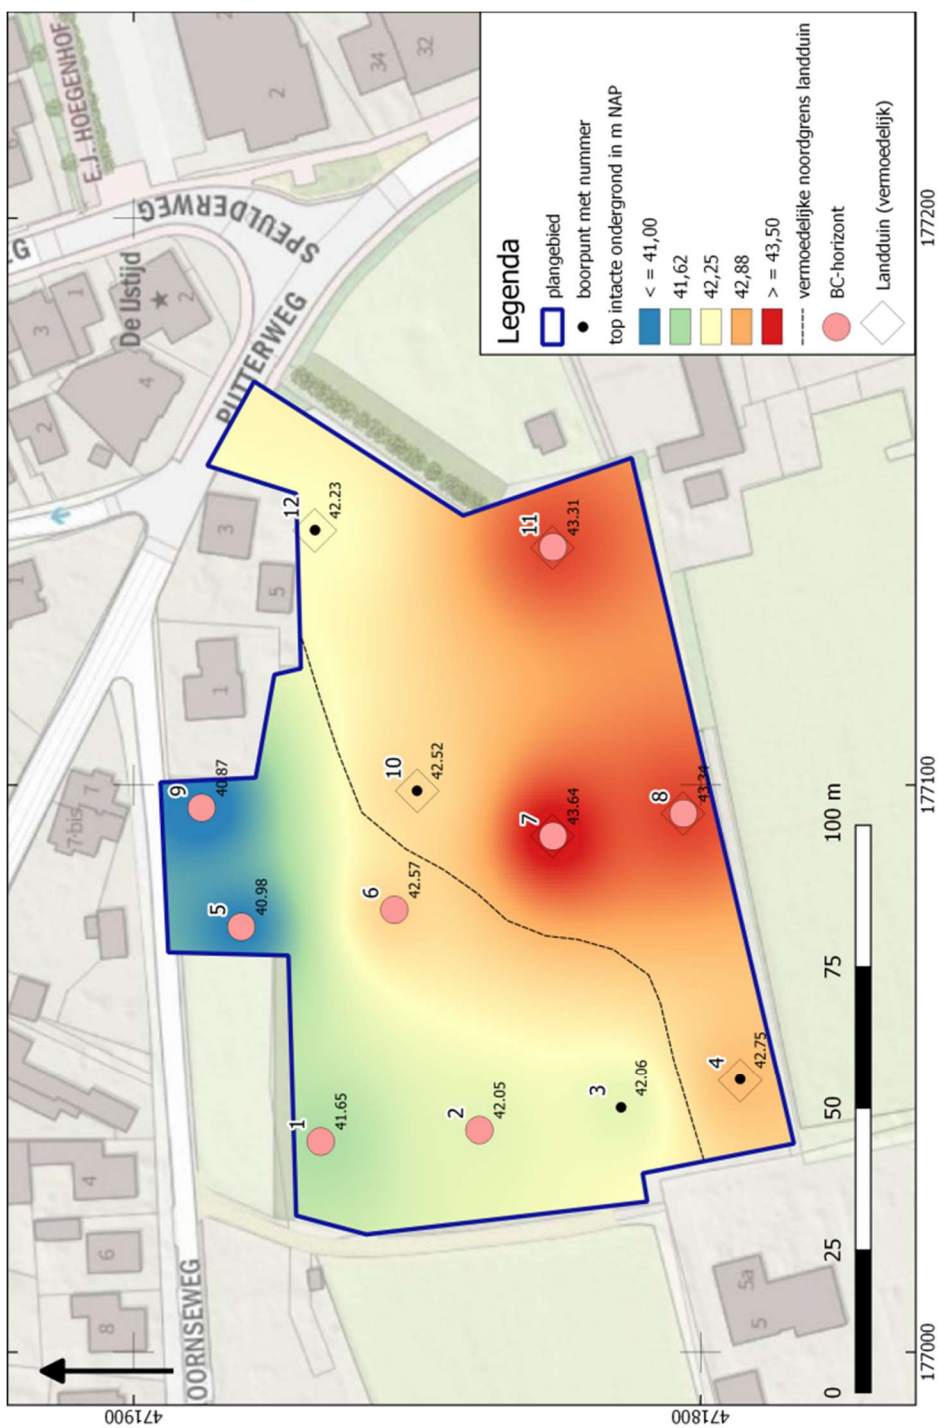 E.J. HOEGENHOF
SPEULDERWEG
PUTTERWEG
De IJstijd
OORNSEWEG
EG
2
34
32
3
1
2
4
2
3
5
1
1
7
7-bis
4
6
8
5a
5
12
42.23
11
43.31
10
42.52
9
40.87
8
43.34
7
43.64
6
42.57
5
40.98
4
42.75
3
42.06
2
42.05
1
41.65
Legenda
plangebied
boorpunt met nummer
top intacte ondergrond in m NAP
< = 41,00
41,62
42,25
42,88
> = 43,50
vermoedelijke noordgrens landduin
BC-horizont
Landduin (vermoedelijk)
0 25 50 75 100 m
177000
177100
177200
471900
471800